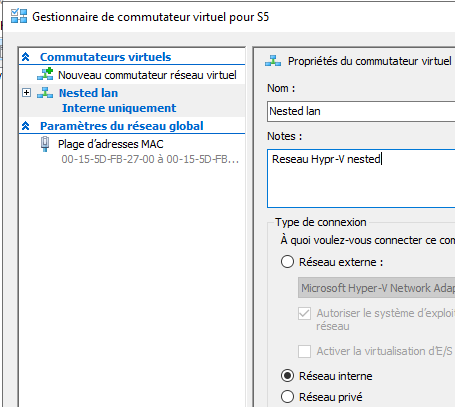 Gestionnaire de commutateur virtuel pour S5
Commutateurs virtuels
Nouveau commutateur réseau virtuel
Nested lan
Interne uniquement
Paramètres du réseau global
Plage d'adresses MAC
00-15-5D-FB-27-00 à 00-15-5D-FB...
Propriétés du commutateur virtuel
Nom :
Nested lan
Notes :
Reseau Hypr-V nested
Type de connexion
À quoi voulez-vous connecter ce com
Réseau externe :
Microsoft Hyper-V Network Adap
Autoriser le système d'exploit
réseau
Activer la virtualisation d'E/S
Réseau interne
Réseau privé